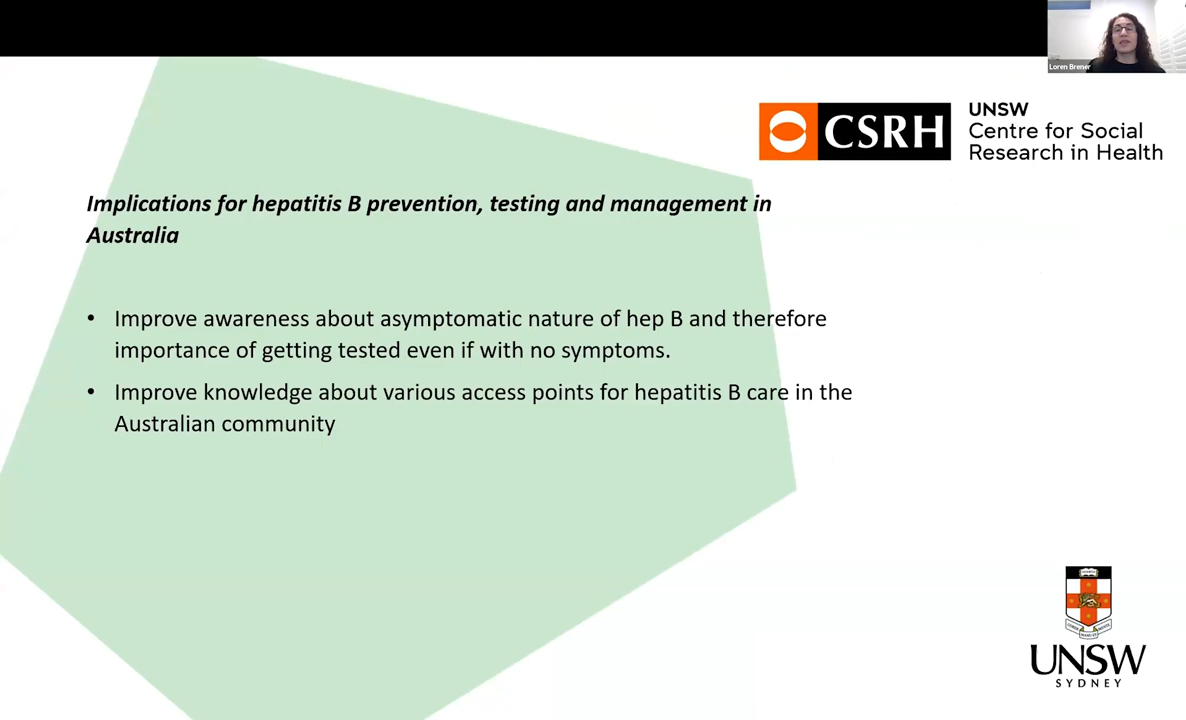 Loren Brener
CSRH
UNSW
Centre for Social
Research in Health
Implications for hepatitis B prevention, testing and management in
Australia
• Improve awareness about asymptomatic nature of hep B and therefore
importance of getting tested even if with no symptoms.
• Improve knowledge about various access points for hepatitis B care in the
Australian community
UNSW
SYDNEY